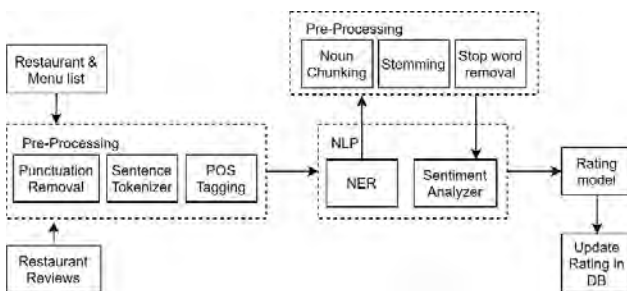 Pre-Processing
Noun
Chunking
Stemming
Stop word
removal
Restaurant &
Menu list
Pre-Processing
Punctuation
Removal
Sentence
Tokenizer
POS
Tagging
NLP
NER
Sentiment
Analyzer
Rating
model
Restaurant
Reviews
Update
Rating in
DB